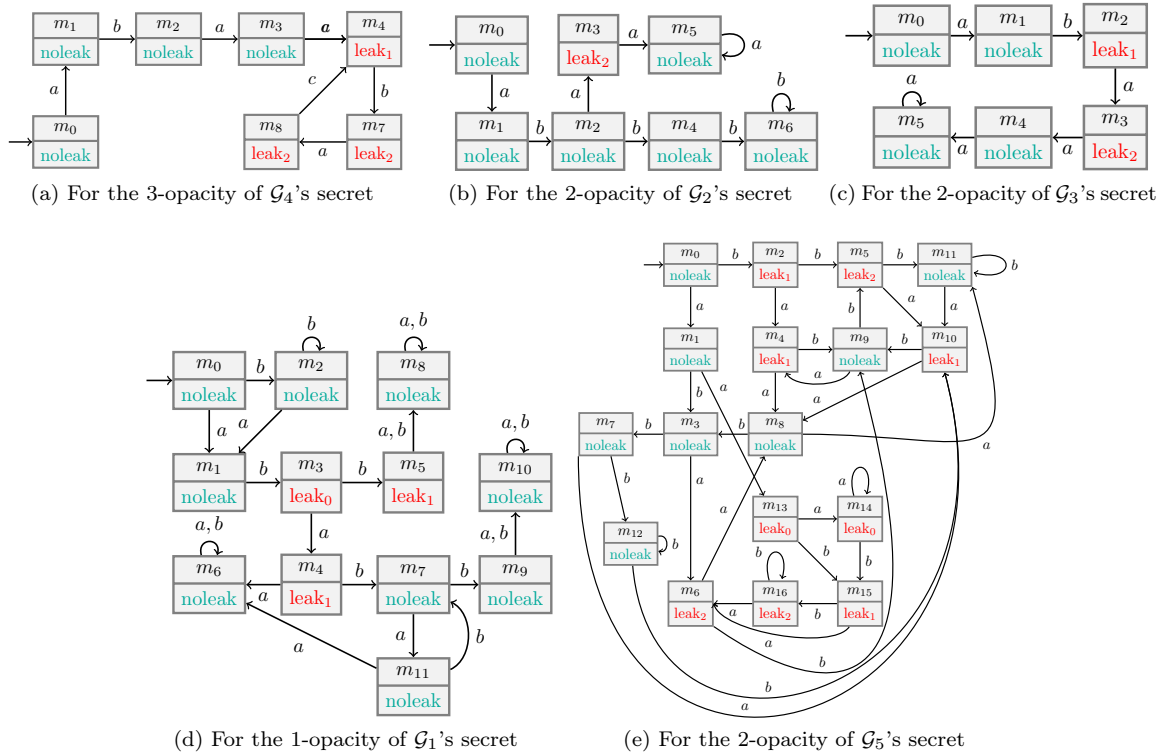 m₁ noleak
b
m₂ noleak
a
m₃ noleak
a
m₄ leak₁
c
b
a
m₀ noleak
m₈ leak₂
a
m₇ leak₂
(a) For the 3-opacity of 𝒢₄'s secret
m₀ noleak
m₃ leak₂
a
m₅ noleak
a
a
a
b
m₁ noleak
b
m₂ noleak
b
m₄ noleak
b
m₆ noleak
(b) For the 2-opacity of 𝒢₂'s secret
m₀ noleak
a
m₁ noleak
b
m₂ leak₁
a
a
m₅ noleak
a
m₄ noleak
a
m₃ leak₂
(c) For the 2-opacity of 𝒢₃'s secret
b
a, b
m₀ noleak
b
m₂ noleak
m₈ noleak
a
a
a, b
a, b
m₁ noleak
b
m₃ leak₀
b
m₅ leak₁
m₁₀ noleak
a, b
a
a, b
m₆ noleak
a
m₄ leak₁
b
m₇ noleak
b
m₉ noleak
a
a
b
m₁₁ noleak
(d) For the 1-opacity of 𝒢₁'s secret
m₀ noleak
b
m₂ leak₁
b
m₅ leak₂
b
m₁₁ noleak
b
a
a
b
a
a
m₁ noleak
m₄ leak₁
b
m₉ noleak
b
m₁₀ leak₁
b
a
a
a
a
m₇ noleak
b
m₃ noleak
b
m₈ noleak
a
b
a
a
a
m₁₃ leak₀
a
m₁₄ leak₀
m₁₂ noleak
b
b
b
b
m₆ leak₂
a
m₁₆ leak₂
b
m₁₅ leak₁
a
b
b
a
(e) For the 2-opacity of 𝒢₅'s secret